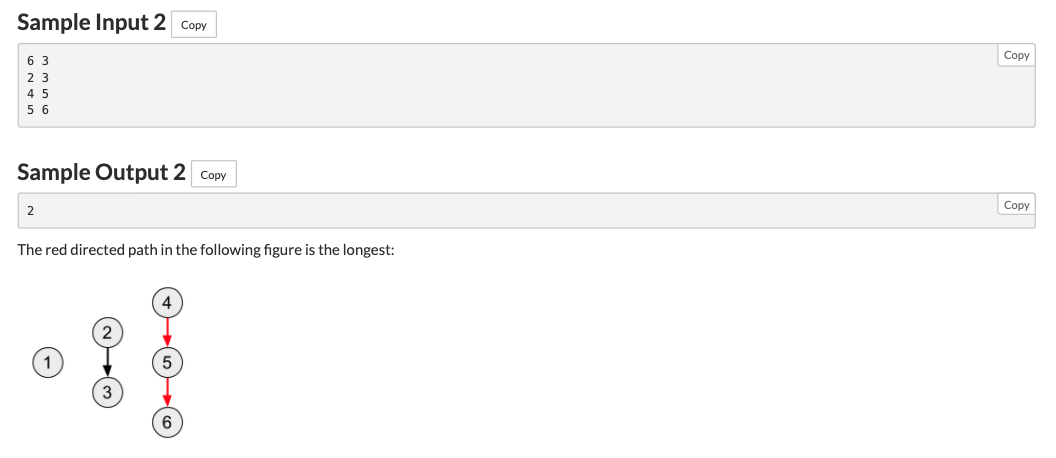 Sample Input 2 Copy
Copy
6 3
2 3
4 5
5 6
Sample Output 2 Copy
Copy
2
The red directed path in the following figure is the longest:
4
2
1
5
3
6